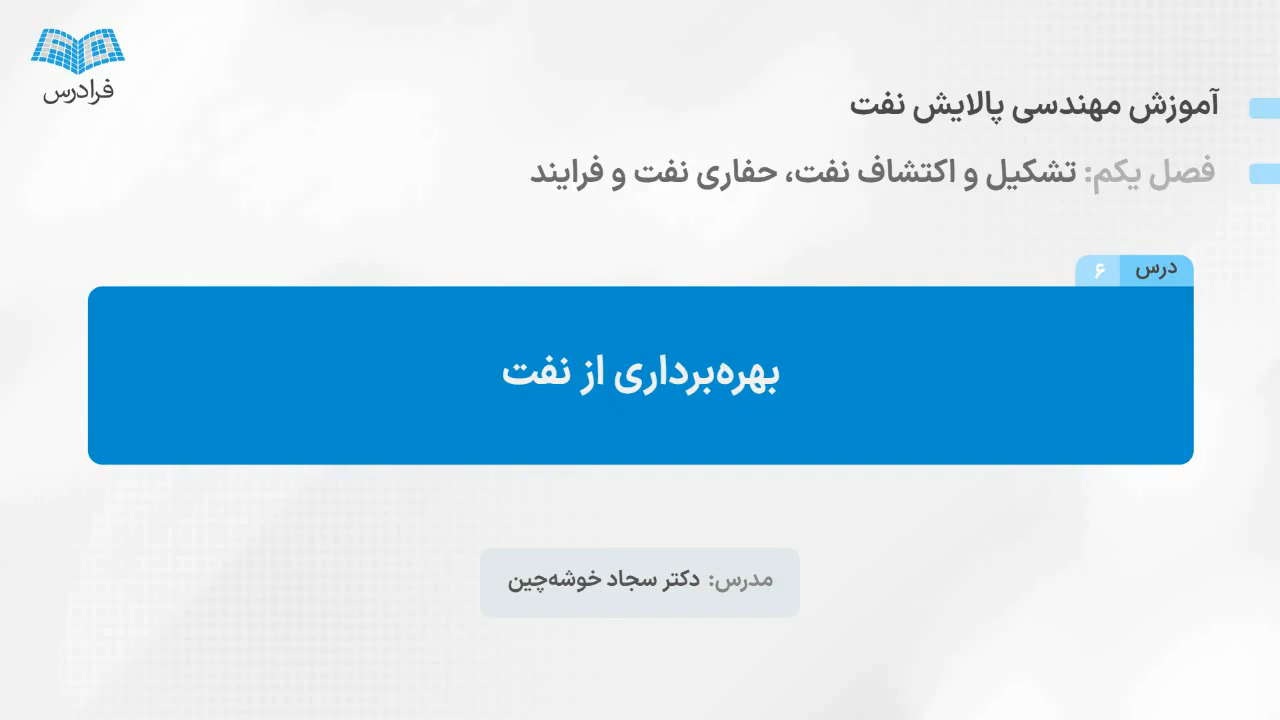 فرادرس
آموزش مهندسی پالایش نفت
فصل یکم: تشکیل و اکتشاف نفت، حفاری نفت و فرایند
درس ۶
بهره‌برداری از نفت
مدرس: دکتر سجاد خوشه‌چین